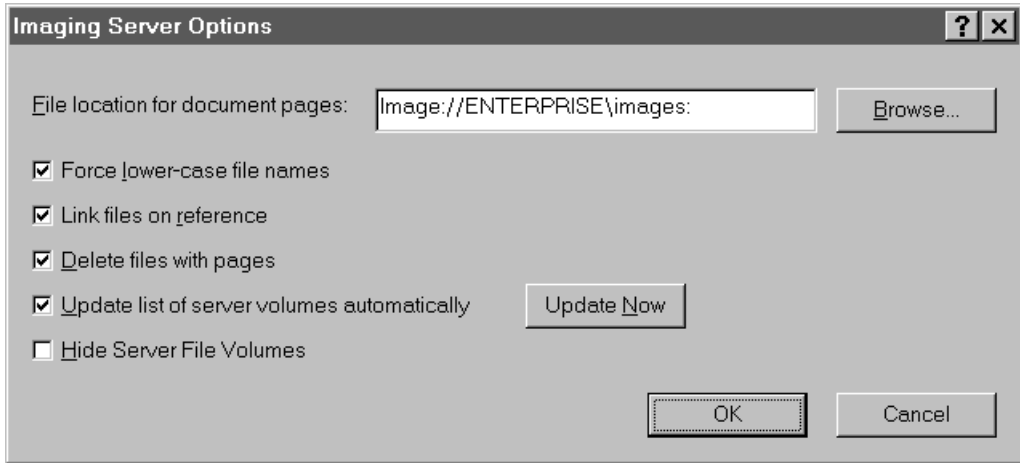 Imaging Server Options
File location for document pages: Image://ENTERPRISE\images: Browse...
Force lower-case file names
Link files on reference
Delete files with pages
Update list of server volumes automatically Update Now
Hide Server File Volumes
OK Cancel